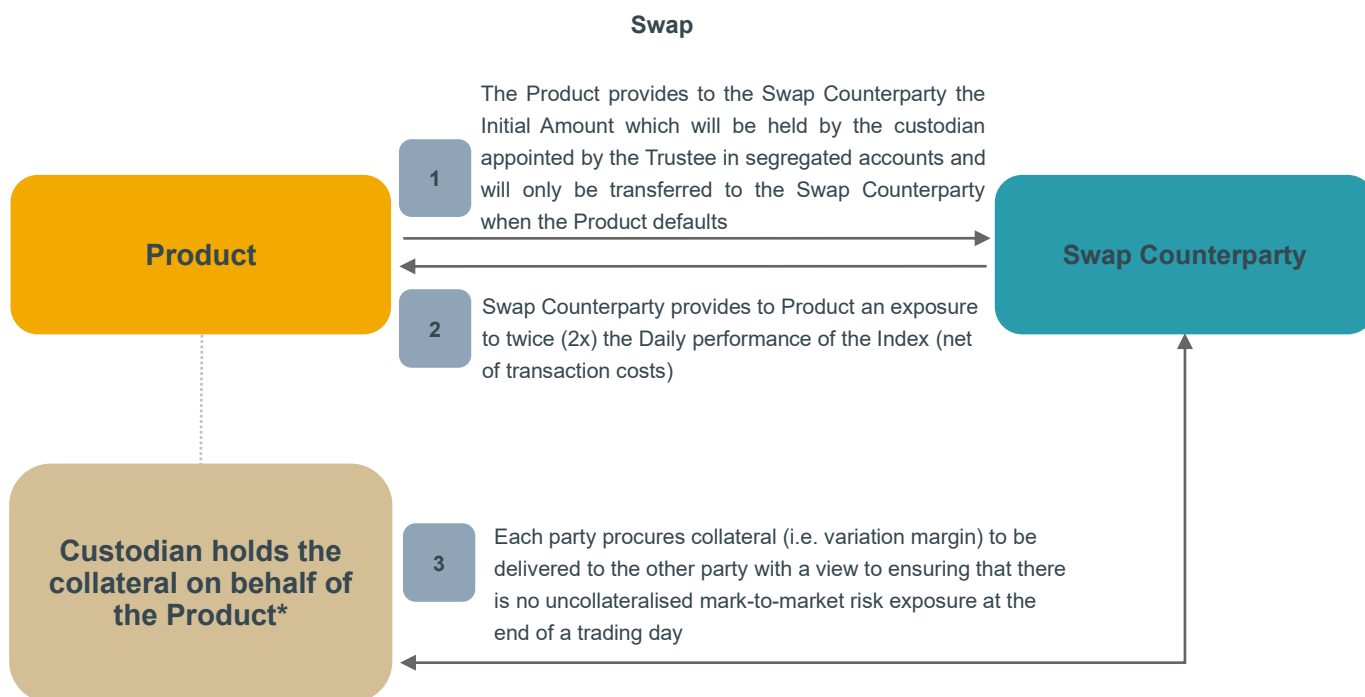 Swap
The Product provides to the Swap Counterparty the
Initial Amount which will be held by the custodian
appointed by the Trustee in segregated accounts and
will only be transferred to the Swap Counterparty
when the Product defaults
1
Product
Swap Counterparty
2
Swap Counterparty provides to Product an exposure
to twice (2x) the Daily performance of the Index (net
of transaction costs)
Custodian holds the
collateral on behalf of
the Product*
3
Each party procures collateral (i.e. variation margin) to be
delivered to the other party with a view to ensuring that there
is no uncollateralised mark-to-market risk exposure at the
end of a trading day